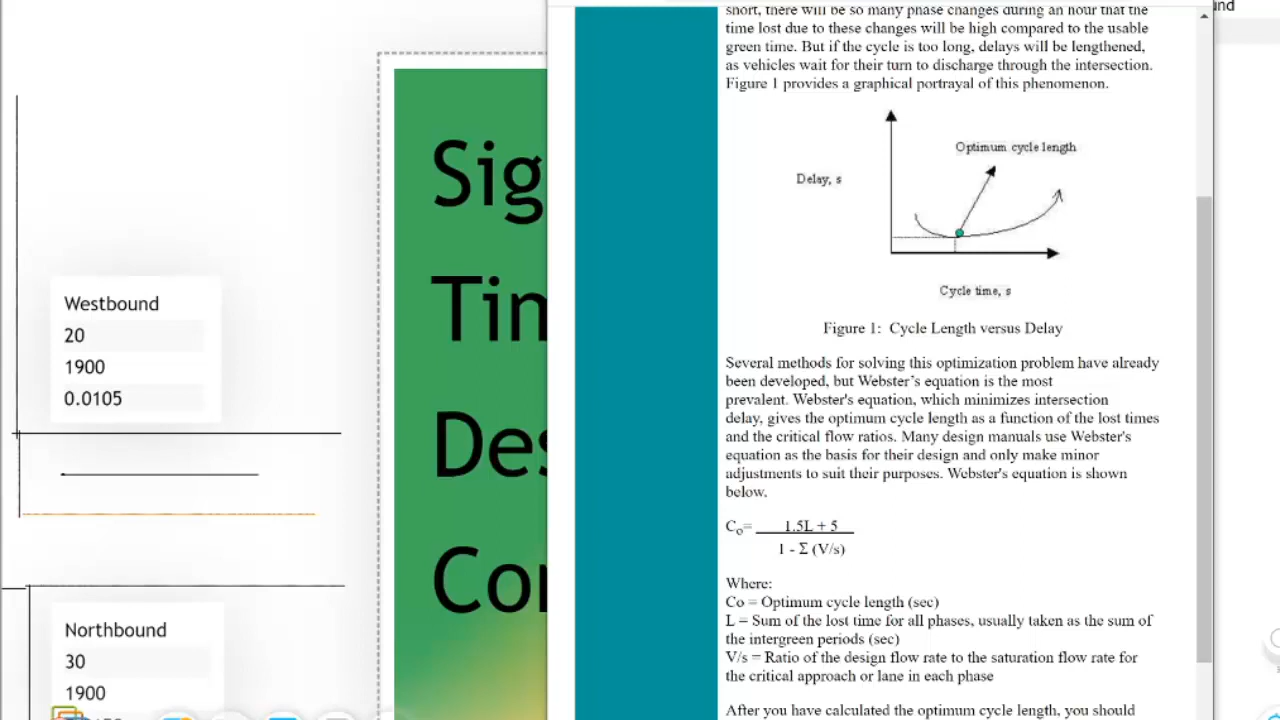 Westbound
20
1900
0.0105
Northbound
30
1900
Sig
Tin
Des
Cor
short, there will be so many phase changes during an hour that the
time lost due to these changes will be high compared to the usable
green time. But if the cycle is too long, delays will be lengthened,
as vehicles wait for their turn to discharge through the intersection.
Figure 1 provides a graphical portrayal of this phenomenon.
Optimum cycle length
Delay, s
Cycle time, s
Figure 1: Cycle Length versus Delay
Several methods for solving this optimization problem have already
been developed, but Webster’s equation is the most
prevalent. Webster's equation, which minimizes intersection
delay, gives the optimum cycle length as a function of the lost times
and the critical flow ratios. Many design manuals use Webster's
equation as the basis for their design and only make minor
adjustments to suit their purposes. Webster's equation is shown
below.
Co= 1.5L + 5
1 - Σ (V/s)
Where:
Co = Optimum cycle length (sec)
L = Sum of the lost time for all phases, usually taken as the sum of
the intergreen periods (sec)
V/s = Ratio of the design flow rate to the saturation flow rate for
the critical approach or lane in each phase
After you have calculated the optimum cycle length, you should